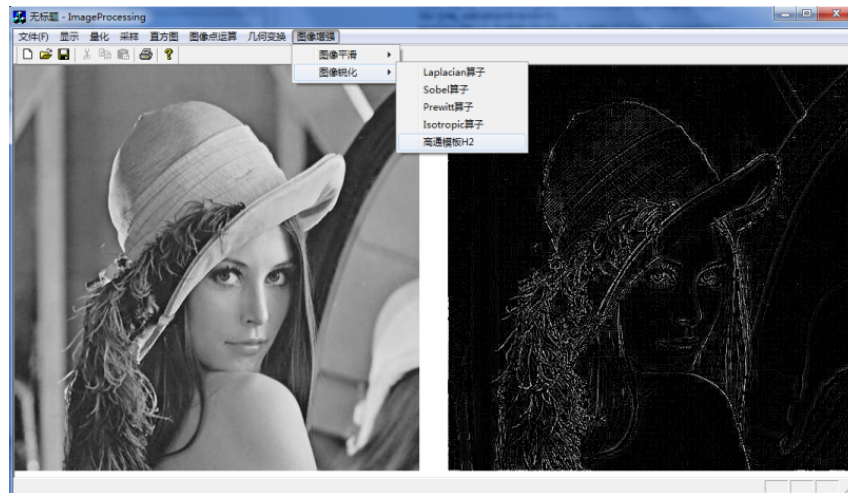 无标题 - ImageProcessing
文件(F) 显示 量化 采样 直方图 图像点运算 几何变换 图像增强
图像平滑
图像锐化
Laplacian算子
Sobel算子
Prewitt算子
Isotropic算子
高通模板H2